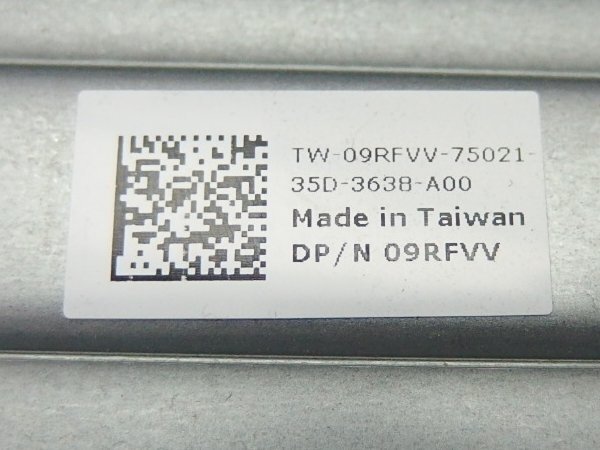 TW-09RFVV-75021-
35D-3638-A00
Made in Taiwan
DP/N 09RFVV